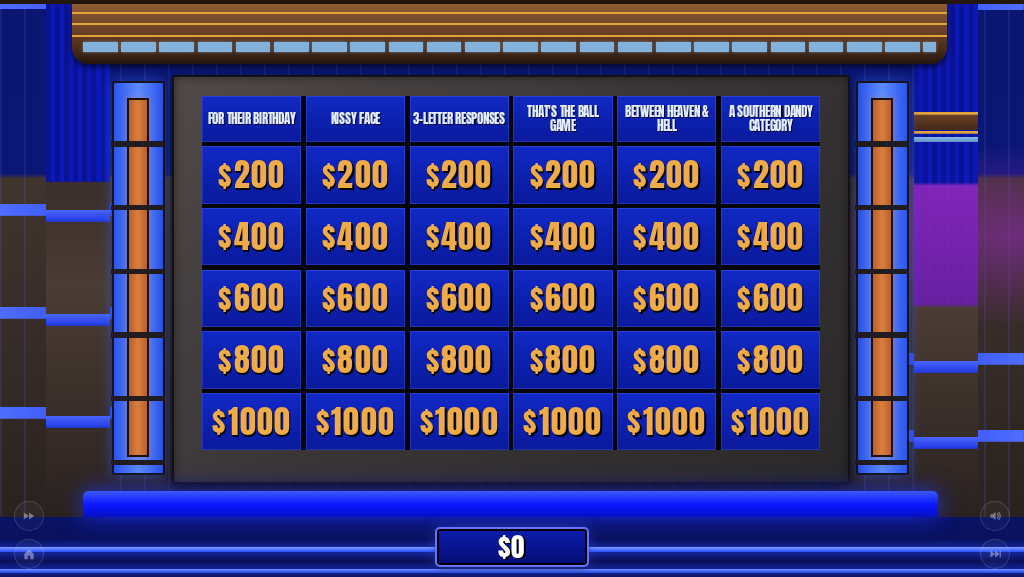 FOR THEIR BIRTHDAY
KISSY FACE
3-LETTER RESPONSES
THAT'S THE BALL
GAME
BETWEEN HEAVEN &
HELL
A SOUTHERN DANDY
CATEGORY
$200 $200 $200 $200 $200 $200
$400 $400 $400 $400 $400 $400
$600 $600 $600 $600 $600 $600
$800 $800 $800 $800 $800 $800
$1000 $1000 $1000 $1000 $1000 $1000
$0